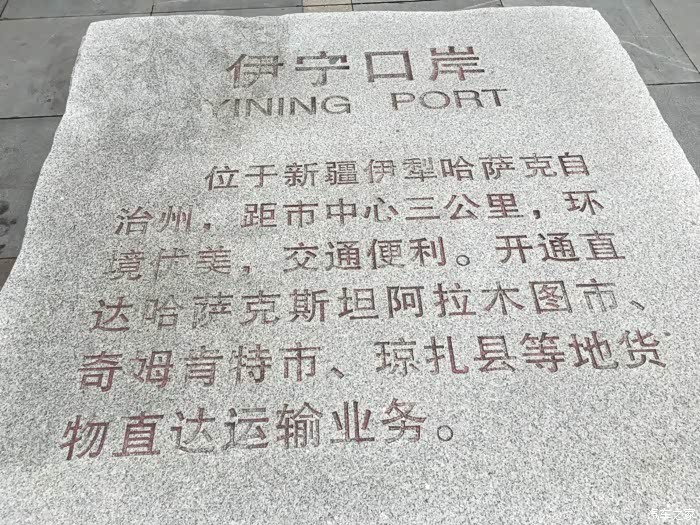 伊宁口岸
YINING PORT
位于新疆伊犁哈萨克自
治州，距市中心三公里，环
境优美，交通便利。开通直
达哈萨克斯坦阿拉木图市、
奇姆肯特市、琼扎县等地货
物直达运输业务。